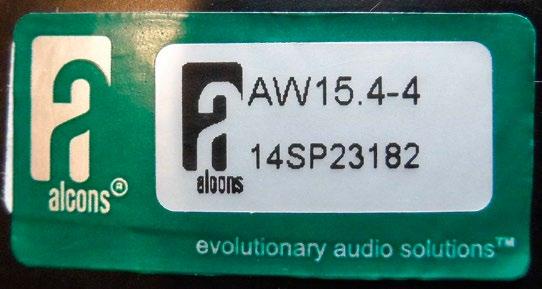 alcons®
AW15.4-4
14SP23182
alcons
evolutionary audio solutions™